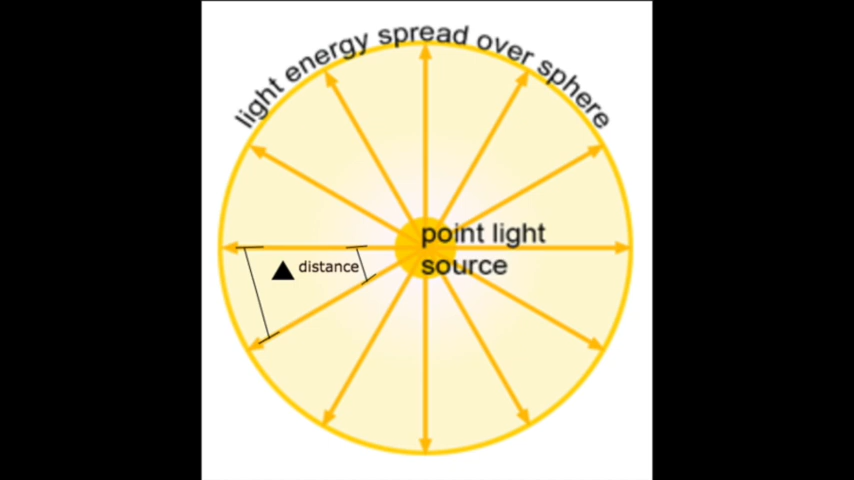 light energy spread over sphere
point light
source
▲ distance